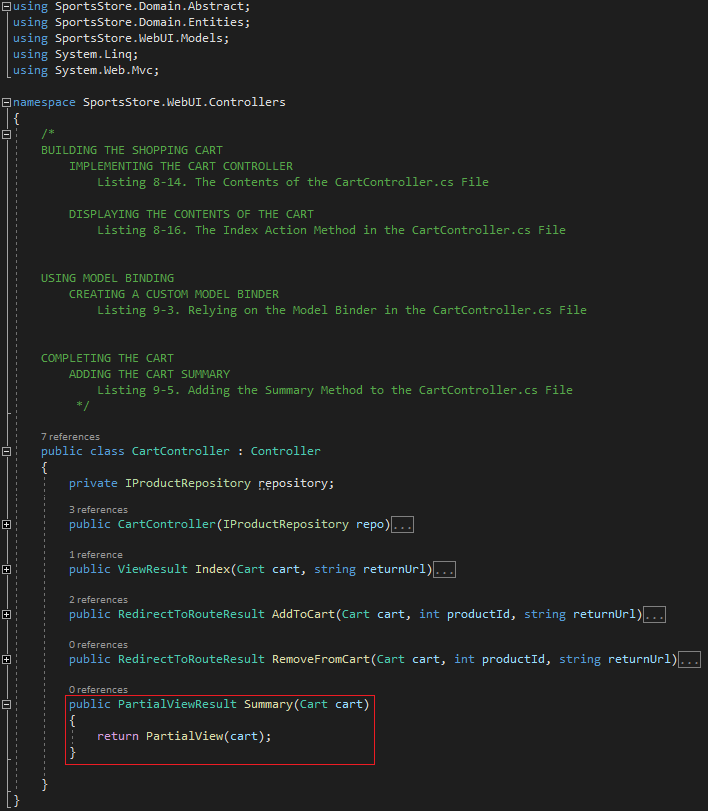 using SportsStore.Domain.Abstract;
using SportsStore.Domain.Entities;
using SportsStore.WebUI.Models;
using System.Linq;
using System.Web.Mvc;
namespace SportsStore.WebUI.Controllers
{
/*
BUILDING THE SHOPPING CART
IMPLEMENTING THE CART CONTROLLER
Listing 8-14. The Contents of the CartController.cs File
DISPLAYING THE CONTENTS OF THE CART
Listing 8-16. The Index Action Method in the CartController.cs File
USING MODEL BINDING
CREATING A CUSTOM MODEL BINDER
Listing 9-3. Relying on the Model Binder in the CartController.cs File
COMPLETING THE CART
ADDING THE CART SUMMARY
Listing 9-5. Adding the Summary Method to the CartController.cs File
*/
7 references
public class CartController : Controller
{
private IProductRepository repository;
3 references
public CartController(IProductRepository repo)...
1 reference
public ViewResult Index(Cart cart, string returnUrl)...
2 references
public RedirectToRouteResult AddToCart(Cart cart, int productId, string returnUrl)...
0 references
public RedirectToRouteResult RemoveFromCart(Cart cart, int productId, string returnUrl)...
0 references
public PartialViewResult Summary(Cart cart)
{
return PartialView(cart);
}
}
}